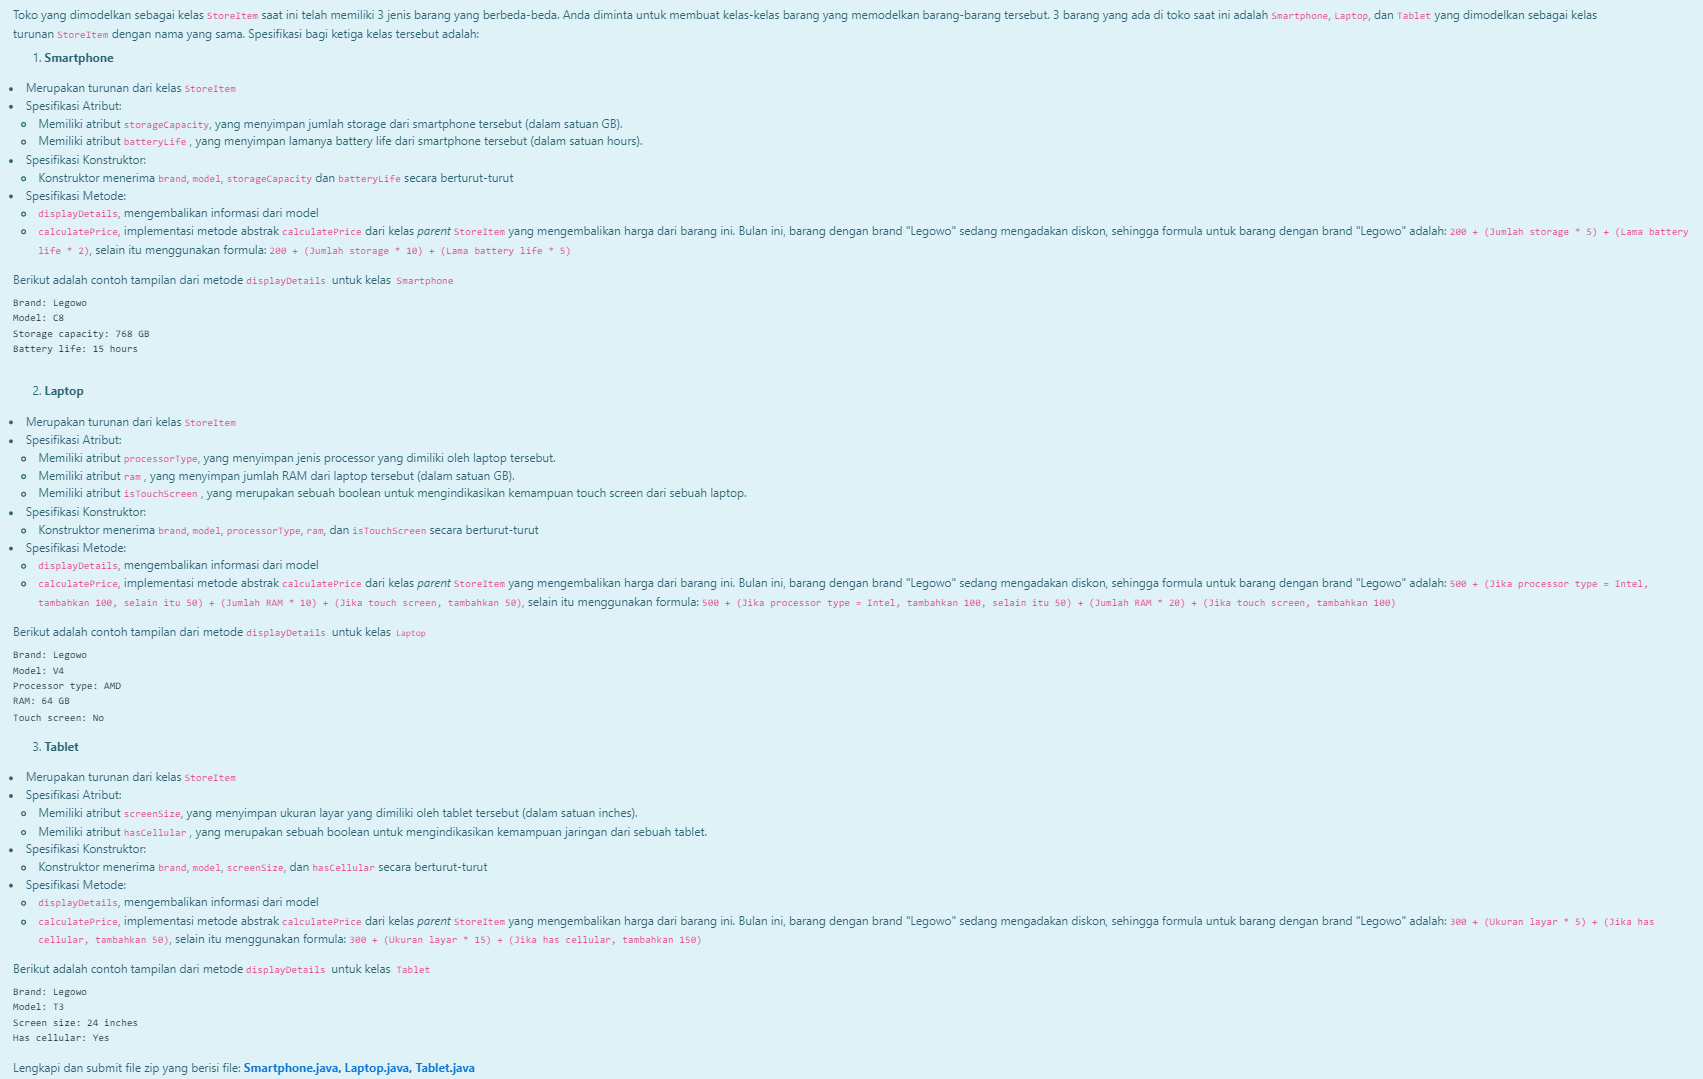 Toko yang dimodelkan sebagai kelas StoreItem saat ini telah memiliki 3 jenis barang yang berbeda-beda. Anda diminta untuk membuat kelas-kelas barang yang memodelkan barang-barang tersebut. 3 barang yang ada di toko saat ini adalah Smartphone, Laptop, dan Tablet yang dimodelkan sebagai kelas
turunan StoreItem dengan nama yang sama. Spesifikasi bagi ketiga kelas tersebut adalah:
1. Smartphone
• Merupakan turunan dari kelas StoreItem
• Spesifikasi Atribut:
o Memiliki atribut storageCapacity, yang menyimpan jumlah storage dari smartphone tersebut (dalam satuan GB).
o Memiliki atribut batteryLife , yang menyimpan lamanya battery life dari smartphone tersebut (dalam satuan hours).
• Spesifikasi Konstruktor:
o Konstruktor menerima brand, model, storageCapacity dan batteryLife secara berturut-turut
• Spesifikasi Metode:
o displayDetails, mengembalikan informasi dari model
o calculatePrice, implementasi metode abstrak calculatePrice dari kelas parent StoreItem yang mengembalikan harga dari barang ini. Bulan ini, barang dengan brand "Legowo" sedang mengadakan diskon, sehingga formula untuk barang dengan brand "Legowo" adalah: 200 + (Jumlah storage * 5) + (Lama battery
life * 2), selain itu menggunakan formula: 200 + (Jumlah storage * 10) + (Lama battery life * 5)
Berikut adalah contoh tampilan dari metode displayDetails untuk kelas Smartphone
Brand: Legowo
Model: C8
Storage capacity: 768 GB
Battery life: 15 hours
2. Laptop
• Merupakan turunan dari kelas StoreItem
• Spesifikasi Atribut:
o Memiliki atribut processorType, yang menyimpan jenis processor yang dimiliki oleh laptop tersebut.
o Memiliki atribut ram , yang menyimpan jumlah RAM dari laptop tersebut (dalam satuan GB).
o Memiliki atribut isTouchScreen , yang merupakan sebuah boolean untuk mengindikasikan kemampuan touch screen dari sebuah laptop.
• Spesifikasi Konstruktor:
o Konstruktor menerima brand, model, processorType, ram, dan isTouchScreen secara berturut-turut
• Spesifikasi Metode:
o displayDetails, mengembalikan informasi dari model
o calculatePrice, implementasi metode abstrak calculatePrice dari kelas parent StoreItem yang mengembalikan harga dari barang ini. Bulan ini, barang dengan brand "Legowo" sedang mengadakan diskon, sehingga formula untuk barang dengan brand "Legowo" adalah: 500 + (Jika processor type = Intel,
tambahkan 100, selain itu 50) + (Jumlah RAM * 10) + (Jika touch screen, tambahkan 50), selain itu menggunakan formula: 500 + (Jika processor type = Intel, tambahkan 100, selain itu 50) + (Jumlah RAM * 20) + (Jika touch screen, tambahkan 100)
Berikut adalah contoh tampilan dari metode displayDetails untuk kelas Laptop
Brand: Legowo
Model: V4
Processor type: AMD
RAM: 64 GB
Touch screen: No
3. Tablet
• Merupakan turunan dari kelas StoreItem
• Spesifikasi Atribut:
o Memiliki atribut screenSize, yang menyimpan ukuran layar yang dimiliki oleh tablet tersebut (dalam satuan inches).
o Memiliki atribut hasCellular , yang merupakan sebuah boolean untuk mengindikasikan kemampuan jaringan dari sebuah tablet.
• Spesifikasi Konstruktor:
o Konstruktor menerima brand, model, screenSize, dan hasCellular secara berturut-turut
• Spesifikasi Metode:
o displayDetails, mengembalikan informasi dari model
o calculatePrice, implementasi metode abstrak calculatePrice dari kelas parent StoreItem yang mengembalikan harga dari barang ini. Bulan ini, barang dengan brand "Legowo" sedang mengadakan diskon, sehingga formula untuk barang dengan brand "Legowo" adalah: 300 + (Ukuran layar * 5) + (Jika has
cellular, tambahkan 50), selain itu menggunakan formula: 300 + (Ukuran layar * 15) + (Jika has cellular, tambahkan 150)
Berikut adalah contoh tampilan dari metode displayDetails untuk kelas Tablet
Brand: Legowo
Model: T3
Screen size: 24 inches
Has cellular: Yes
Lengkapi dan submit file zip yang berisi file: Smartphone.java, Laptop.java, Tablet.java